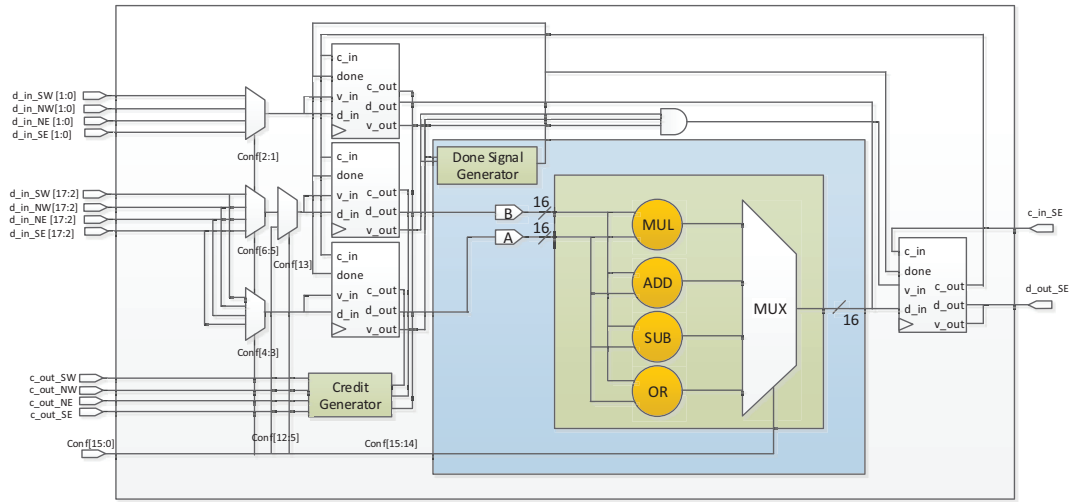 d_in_SW [1:0]
d_in_NW[1:0]
d_in_NE [1:0]
d_in_SE [1:0]
Conf[2:1]
c_in
done
v_in
d_in
c_out
d_out
v_out
d_in_SW [17:2]
d_in_NW[17:2]
d_in_NE [17:2]
d_in_SE [17:2]
Conf[6:5]
Conf[13]
c_in
done
v_in
d_in
c_out
d_out
v_out
Conf[4:3]
c_in
done
v_in
d_in
c_out
d_out
v_out
c_out_SW
c_out_NW
c_out_NE
c_out_SE
Credit
Generator
Conf[15:0]
Conf[12:5]
Conf[15:14]
Done Signal
Generator
B
16
A
16
MUL
ADD
SUB
OR
MUX
16
c_in
done
v_in
d_in
c_out
d_out
v_out
c_in_SE
d_out_SE